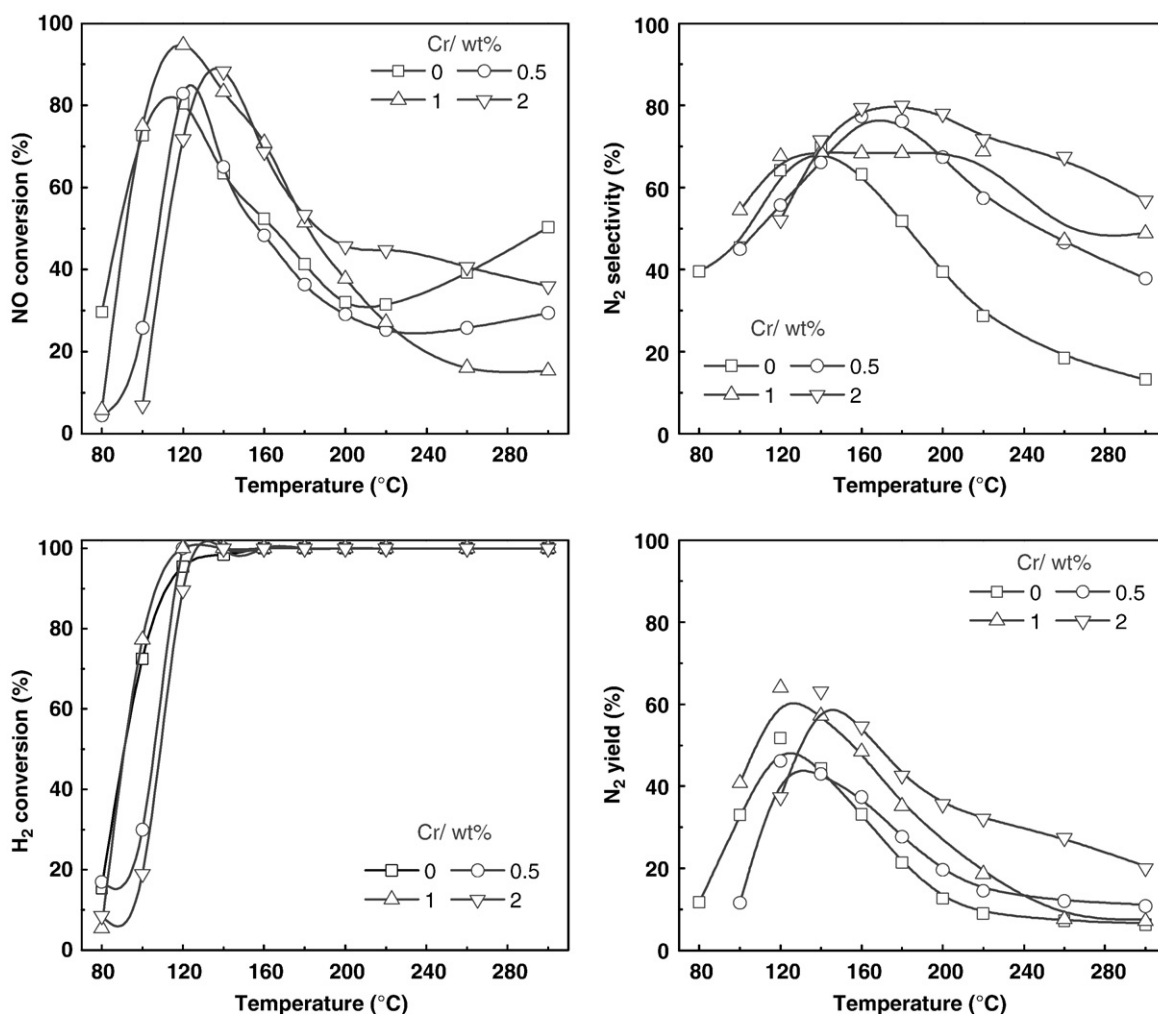 NO conversion (%)
100
80
60
40
20
0
Cr/ wt%
0 0.5
1 2
80 120 160 200 240 280
Temperature (°C)
N2 selectivity (%)
100
80
60
40
20
0
Cr/ wt%
0 0.5
1 2
80 120 160 200 240 280
Temperature (°C)
H2 conversion (%)
100
80
60
40
20
0
Cr/ wt%
0 0.5
1 2
80 120 160 200 240 280
Temperature (°C)
N2 yield (%)
100
80
60
40
20
0
Cr/ wt%
0 0.5
1 2
80 120 160 200 240 280
Temperature (°C)